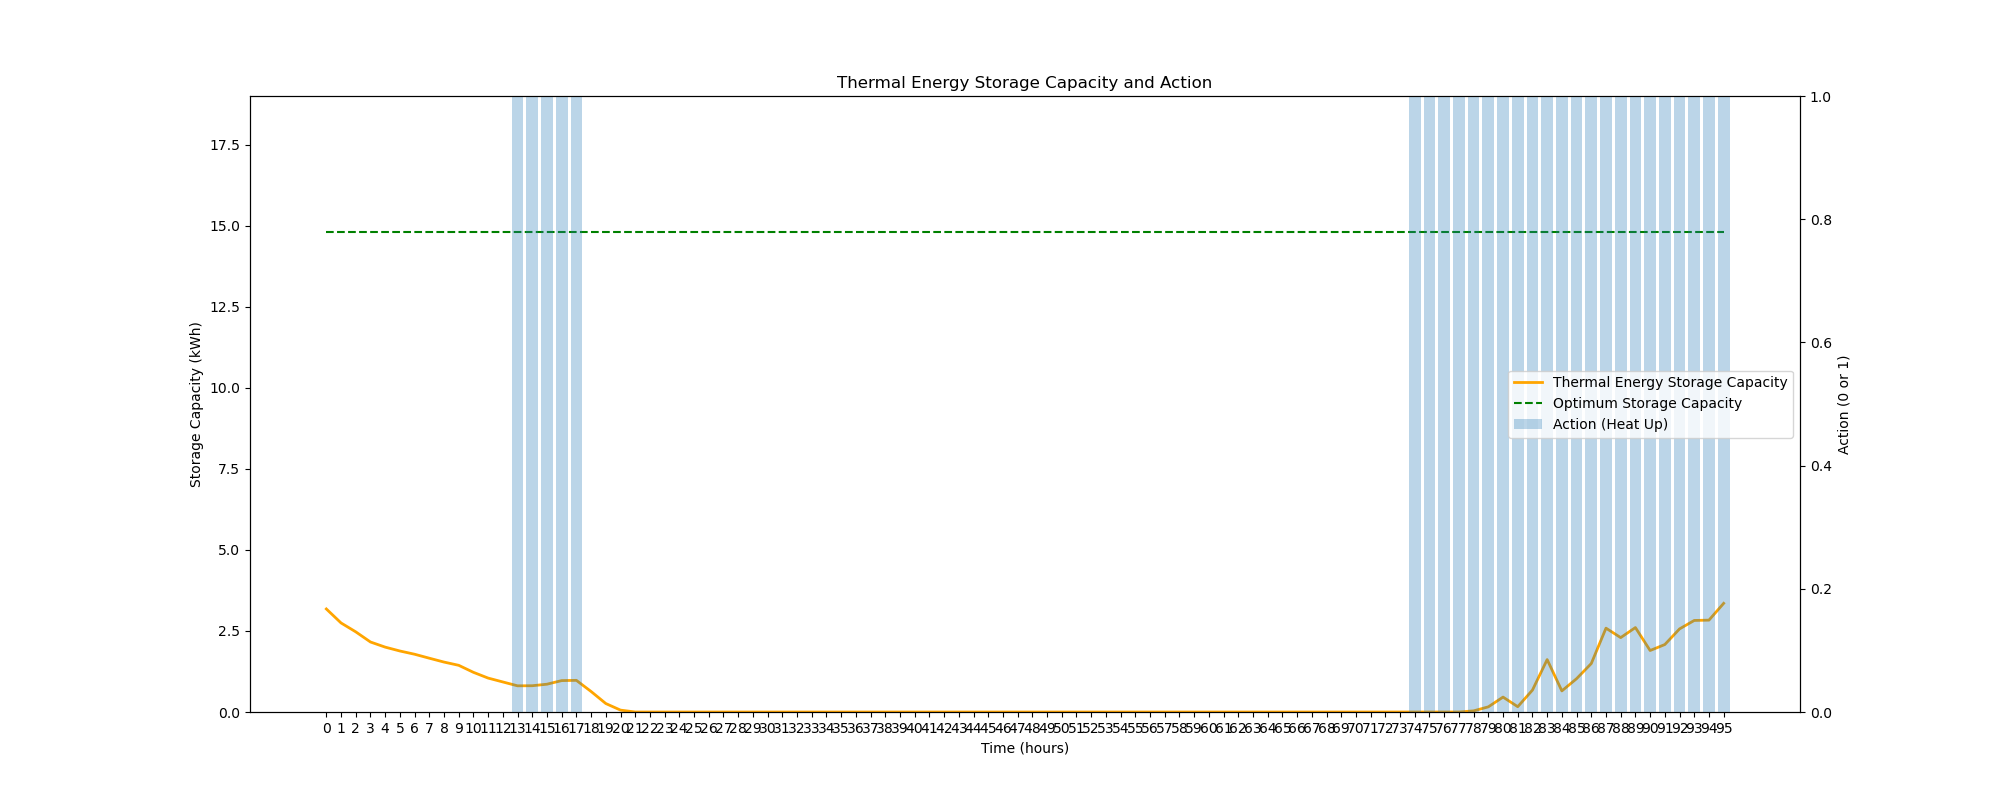 Thermal Energy Storage Capacity and Action
17.5
15.0
12.5
10.0
7.5
5.0
2.5
0.0
Storage Capacity (kWh)
1.0
0.8
0.6
0.4
0.2
0.0
Action (0 or 1)
Thermal Energy Storage Capacity
Optimum Storage Capacity
Action (Heat Up)
0 1 2 3 4 5 6 7 8 9 10 11 12 13 14 15 16 17 18 19 20 21 22 23 24 25 26 27 28 29 30 31 32 33 34 35 36 37 38 39 40 41 42 43 44 45 46 47 48 49 50 51 52 53 54 55 56 57 58 59 60 61 62 63 64 65 66 67 68 69 70 71 72 73 74 75 76 77 78 79 80 81 82 83 84 85 86 87 88 89 90 91 92 93 94 95
Time (hours)